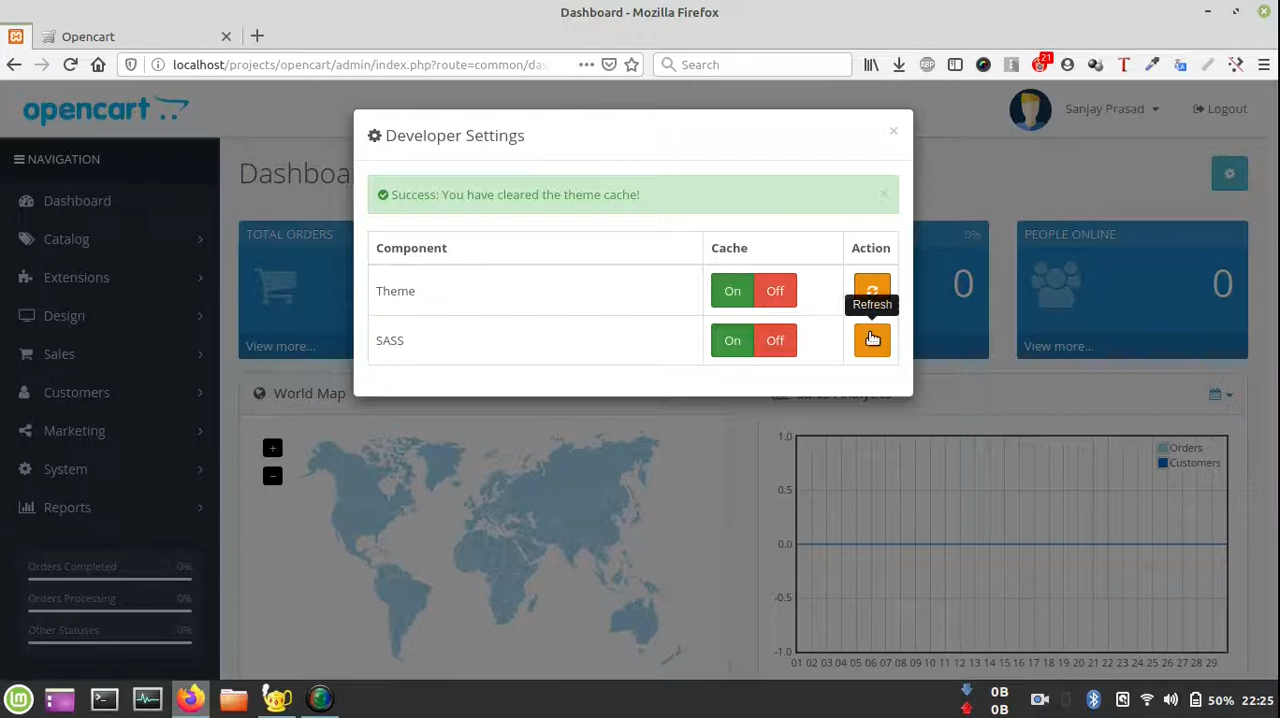 Dashboard - Mozilla Firefox
Opencart
localhost/projects/opencart/admin/index.php?route=common/das
Search
21
opencart
Sanjay Prasad
Logout
NAVIGATION
Dashboard
Catalog
Extensions
Design
Sales
Customers
Marketing
System
Reports
Orders Completed 0%
Orders Processing 0%
Other Statuses 0%
Dashboa
TOTAL ORDERS
View more...
0%
0
PEOPLE ONLINE
0
View more...
Developer Settings
Success: You have cleared the theme cache!
Component Cache Action
Theme On Off
Refresh
SASS On Off
World Map
+
−
Sales Analytics
Orders
Customers
1.0
0.5
0.0
-0.5
-1.0
01 02 03 04 05 06 07 08 09 10 11 12 13 14 15 16 17 18 19 20 21 22 23 24 25 26 27 28 29
0B
0B
50% 22:25